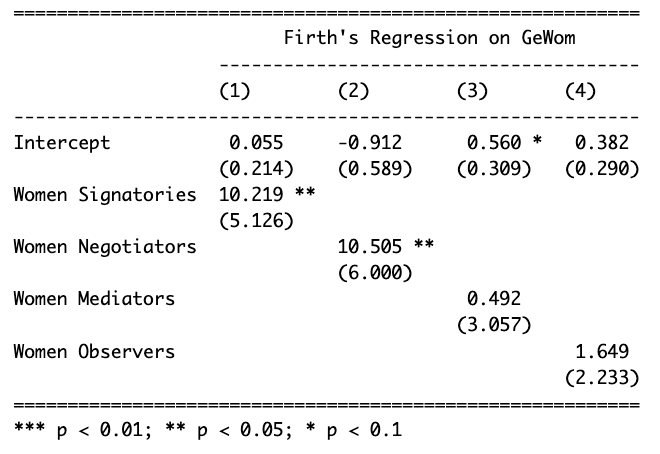 ==========================================================
Firth's Regression on GeWom
---------------------------------------
(1) (2) (3) (4)
----------------------------------------------------------
Intercept 0.055 -0.912 0.560 * 0.382
(0.214) (0.589) (0.309) (0.290)
Women Signatories 10.219 **
(5.126)
Women Negotiators 10.505 **
(6.000)
Women Mediators 0.492
(3.057)
Women Observers 1.649
(2.233)
==========================================================
*** p < 0.01; ** p < 0.05; * p < 0.1